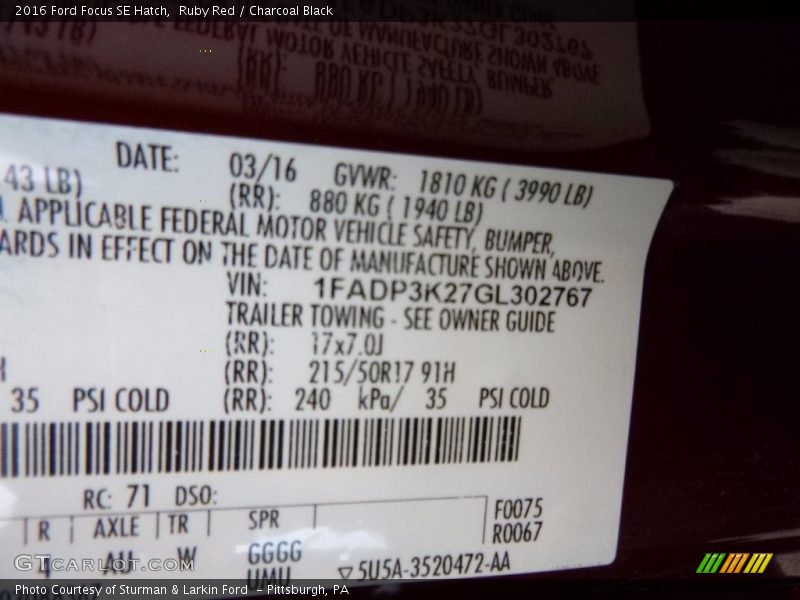 2016 Ford Focus SE Hatch,  Ruby Red / Charcoal Black
DATE: 03/16 GVWR: 1810 KG ( 3990 LB)
43 LB) (RR): 880 KG ( 1940 LB)
APPLICABLE FEDERAL MOTOR VEHICLE SAFETY, BUMPER,
ARDS IN EFFECT ON THE DATE OF MANUFACTURE SHOWN ABOVE.
VIN: 1FADP3K27GL302767
TRAILER TOWING - SEE OWNER GUIDE
(RR): 17x7.0J
(RR): 215/50R17 91H
35 PSI COLD (RR): 240 kPa/ 35 PSI COLD
RC: 71 DSO:
R AXLE TR SPR F0075
R0067
4 AU W GGGG
UMU ▽5U5A-3520472-AA
GTCarLot.com
Photo Courtesy of Sturman & Larkin Ford - Pittsburgh, PA